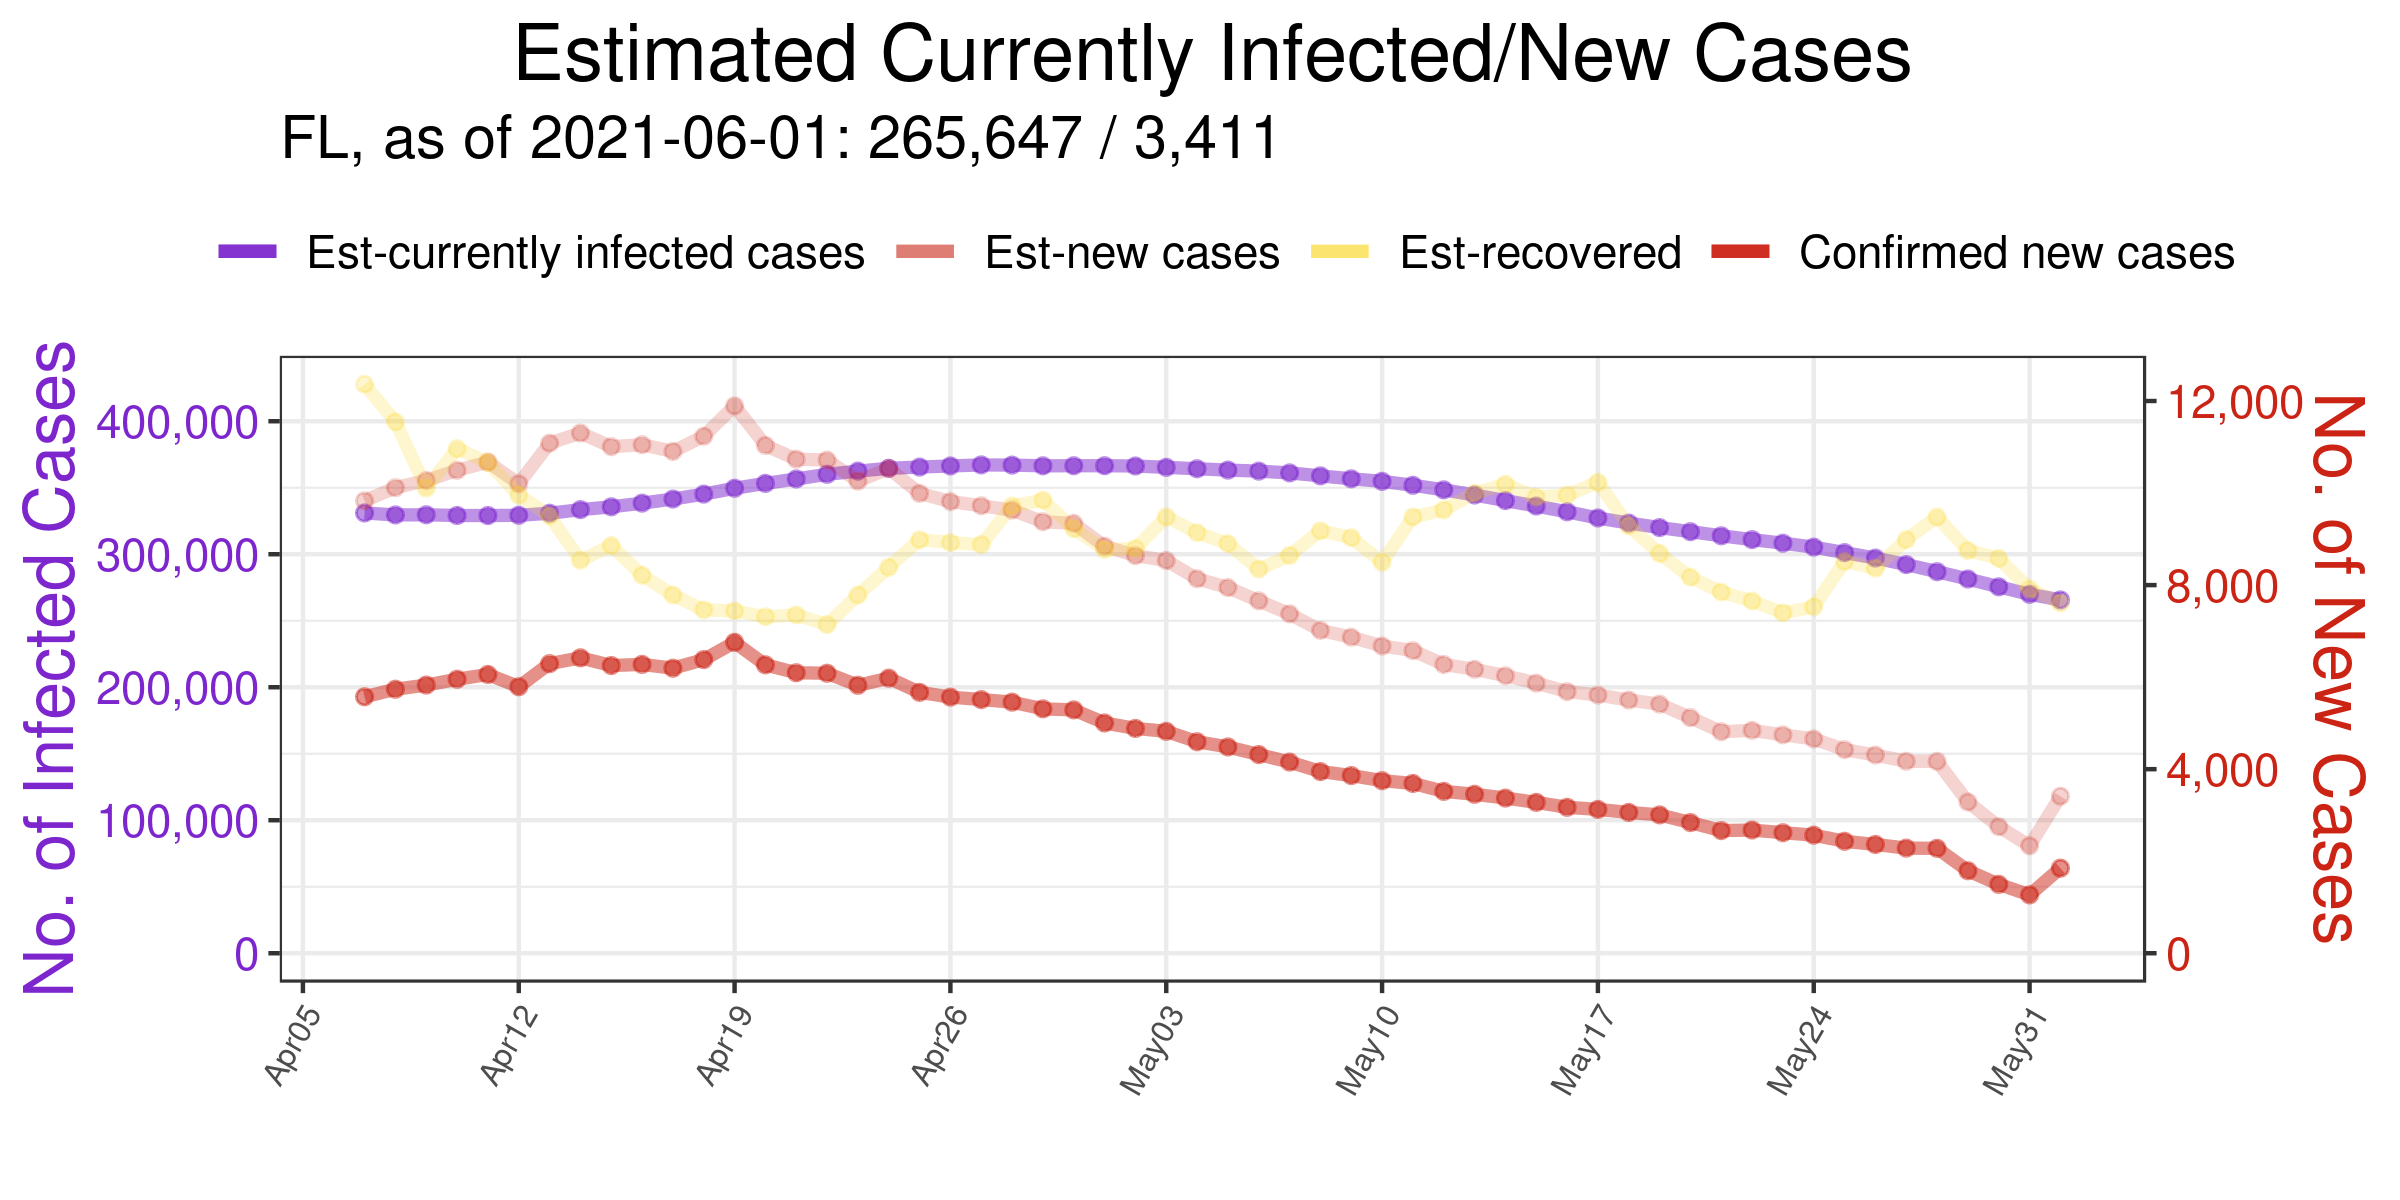 Estimated Currently Infected/New Cases
FL, as of 2021-06-01: 265,647 / 3,411
Est-currently infected cases
Est-new cases
Est-recovered
Confirmed new cases
No. of Infected Cases
400,000
300,000
200,000
100,000
0
12,000
8,000
4,000
0
No. of New Cases
Apr05
Apr12
Apr19
Apr26
May03
May10
May17
May24
May31